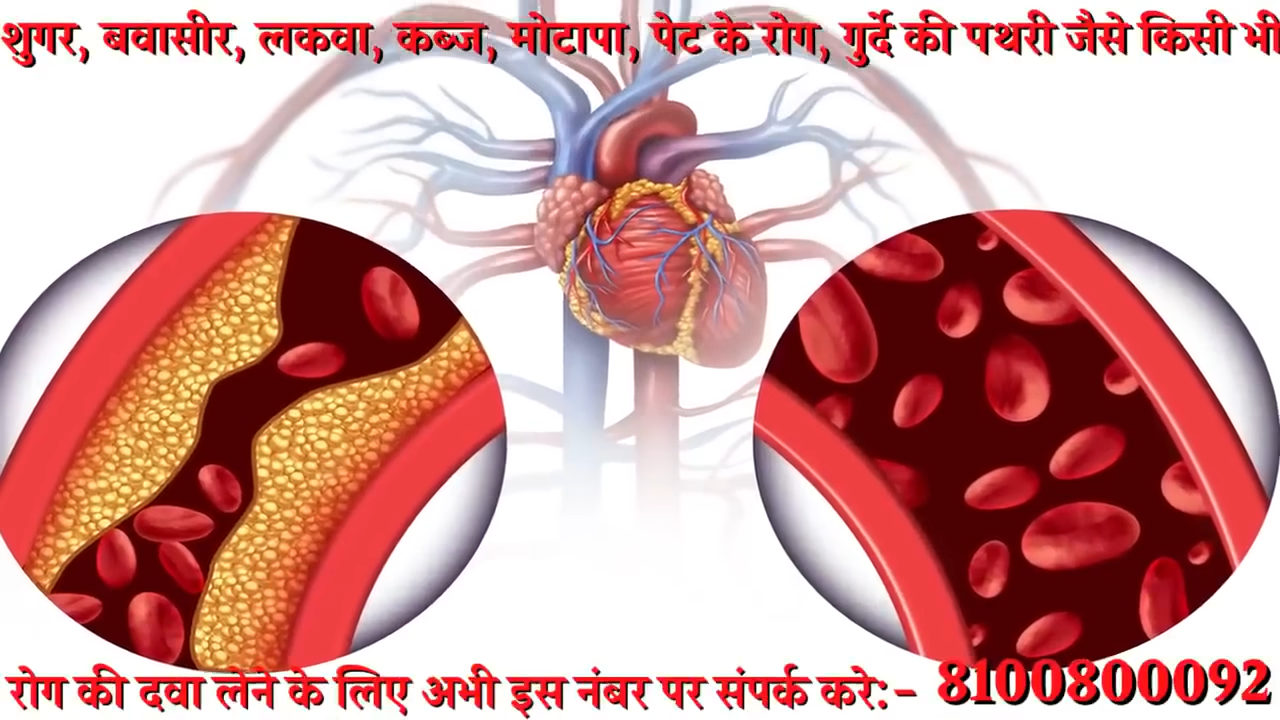 शुगर, बवासीर, लकवा, कब्ज, मोटापा, पेट के रोग, गुर्दे की पथरी जैसे किसी भी
रोग की दवा लेने के लिए अभी इस नंबर पर संपर्क करे:- 8100800092